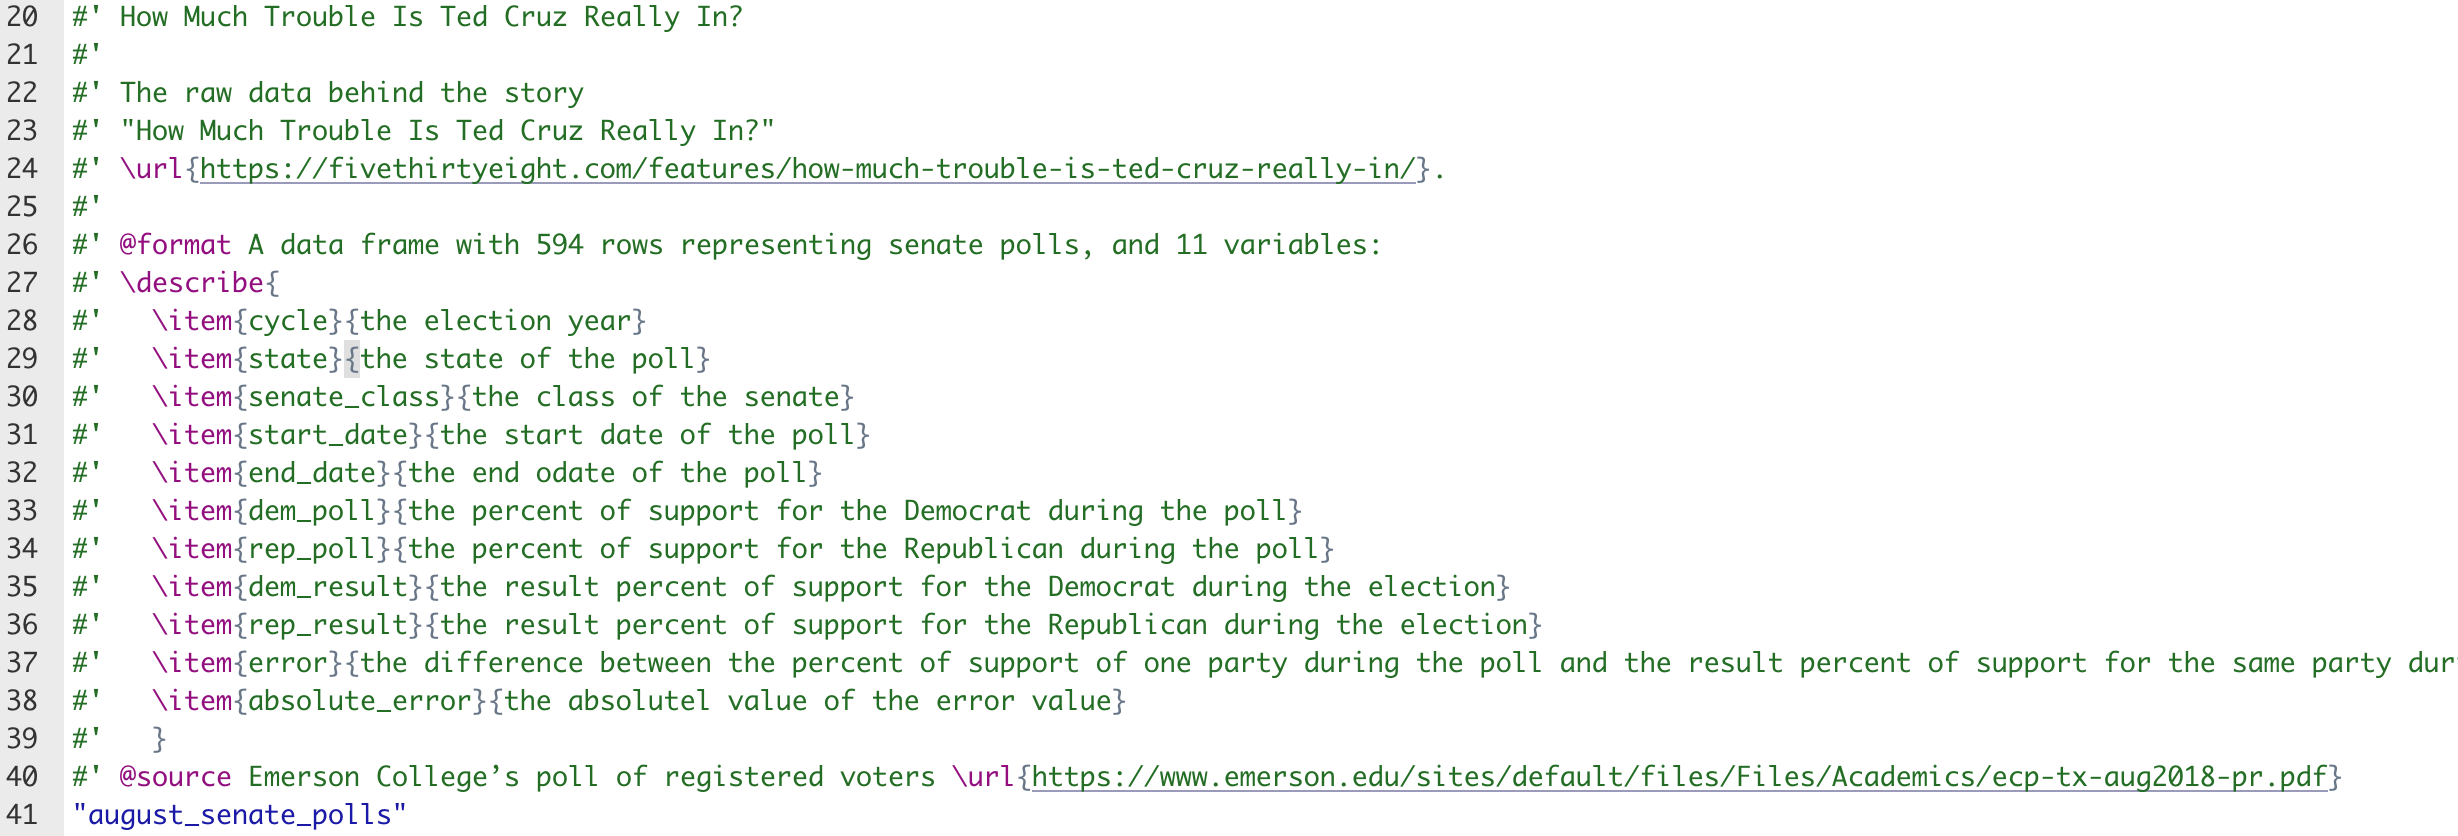 20 #' How Much Trouble Is Ted Cruz Really In?
21 #'
22 #' The raw data behind the story
23 #' "How Much Trouble Is Ted Cruz Really In?"
24 #' \url{https://fivethirtyeight.com/features/how-much-trouble-is-ted-cruz-really-in/}.
25 #'
26 #' @format A data frame with 594 rows representing senate polls, and 11 variables:
27 #' \describe{
28 #'   \item{cycle}{the election year}
29 #'   \item{state}{the state of the poll}
30 #'   \item{senate_class}{the class of the senate}
31 #'   \item{start_date}{the start date of the poll}
32 #'   \item{end_date}{the end odate of the poll}
33 #'   \item{dem_poll}{the percent of support for the Democrat during the poll}
34 #'   \item{rep_poll}{the percent of support for the Republican during the poll}
35 #'   \item{dem_result}{the result percent of support for the Democrat during the election}
36 #'   \item{rep_result}{the result percent of support for the Republican during the election}
37 #'   \item{error}{the difference between the percent of support of one party during the poll and the result percent of support for the same party dur
38 #'   \item{absolute_error}{the absolutel value of the error value}
39 #'   }
40 #' @source Emerson College’s poll of registered voters \url{https://www.emerson.edu/sites/default/files/Files/Academics/ecp-tx-aug2018-pr.pdf}
41 "august_senate_polls"